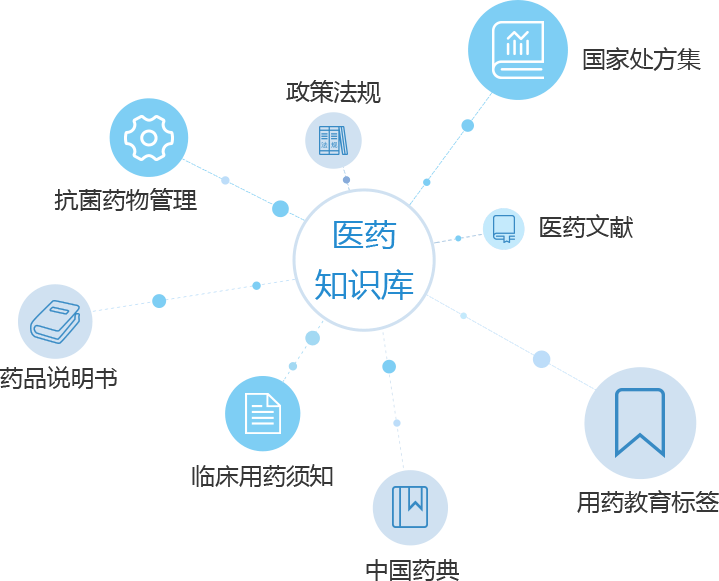 国家处方集
政策法规
法 规
抗菌药物管理
医药文献
医药
知识库
药品说明书
临床用药须知
用药教育标签
中国药典